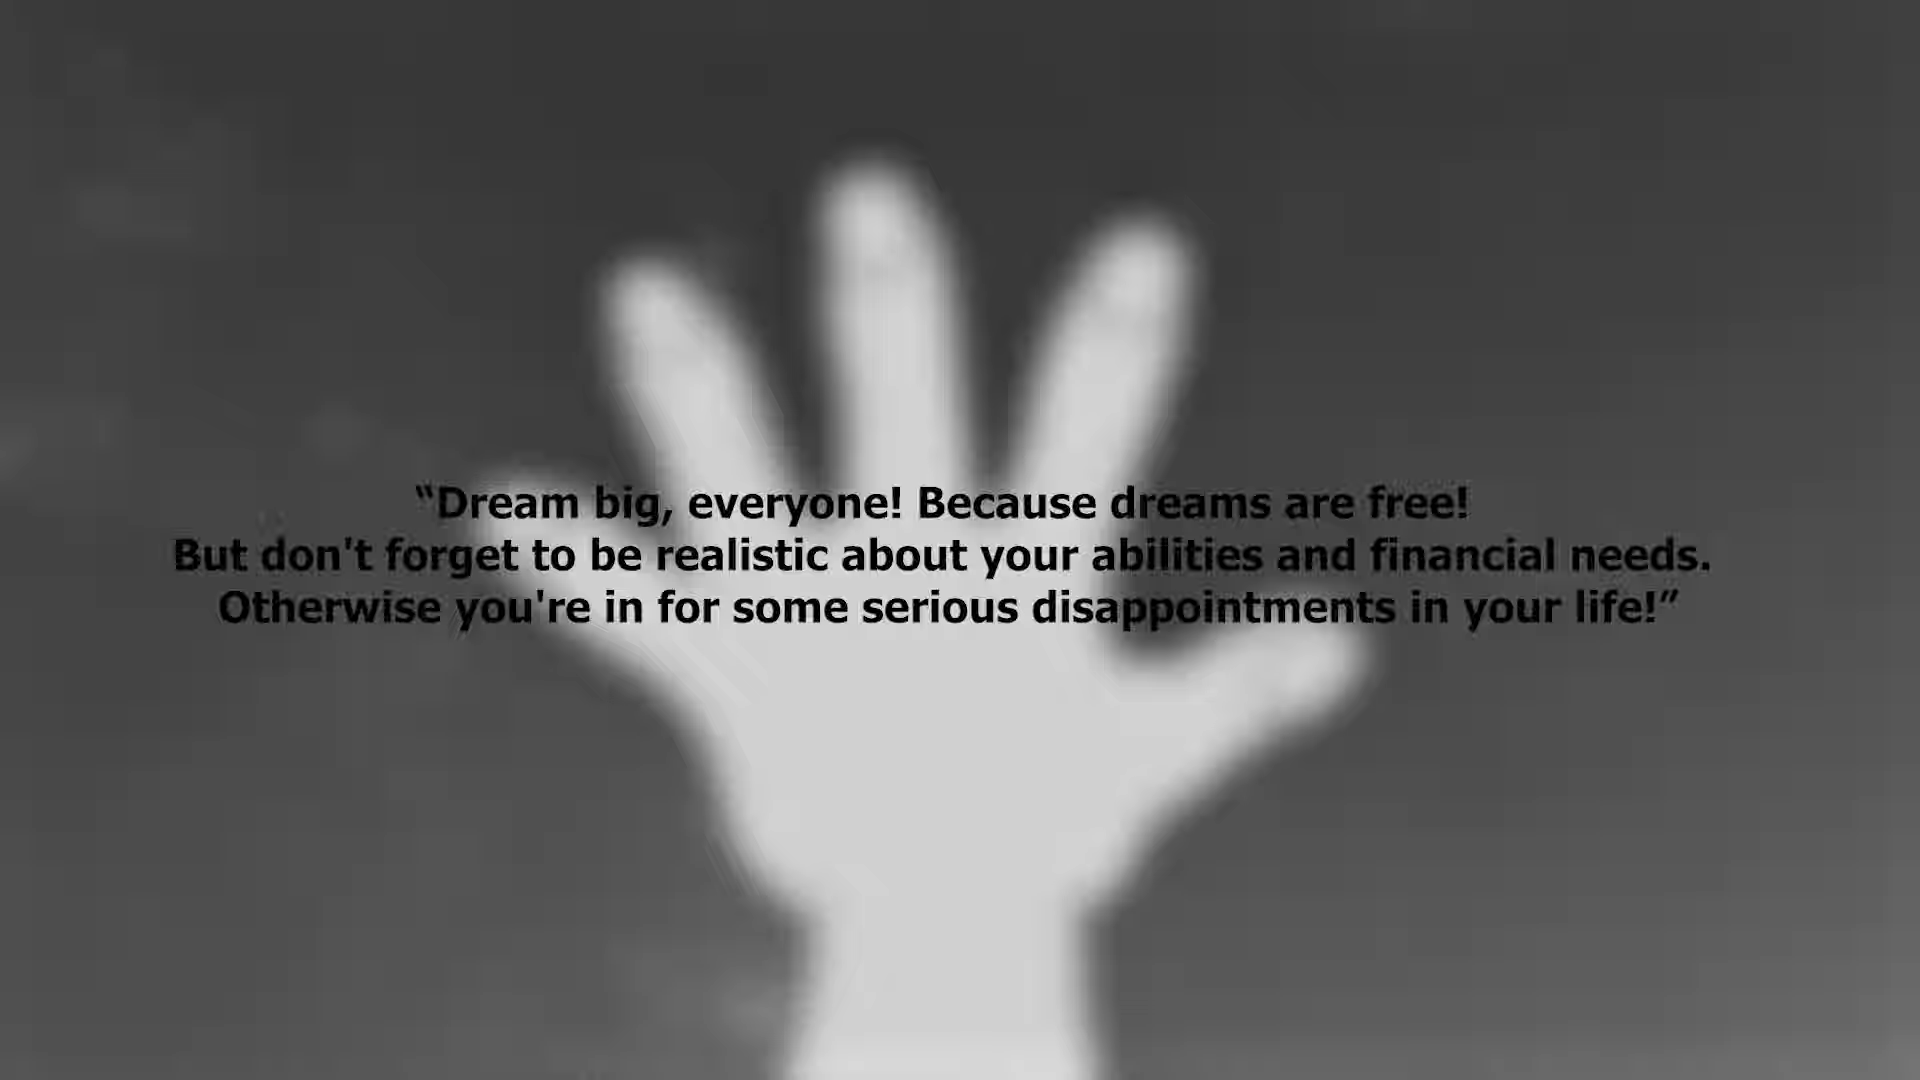 “Dream big, everyone! Because dreams are free!
But don't forget to be realistic about your abilities and financial needs.
Otherwise you're in for some serious disappointments in your life!”